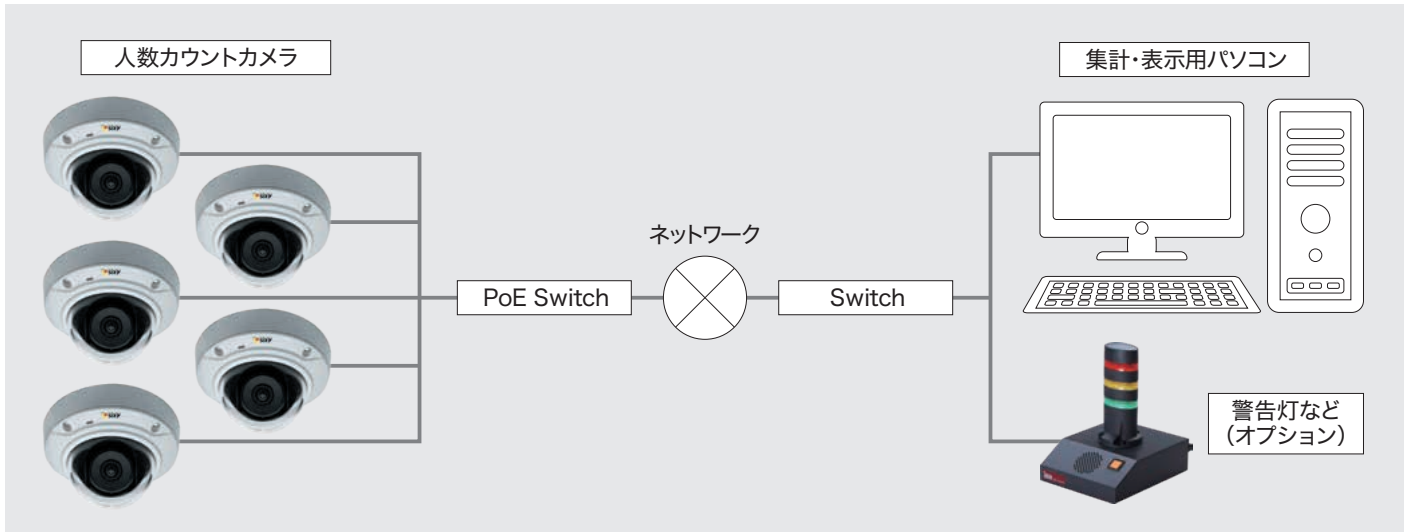 人数カウントカメラ
集計・表示用パソコン
ネットワーク
PoE Switch
Switch
警告灯など
（オプション）